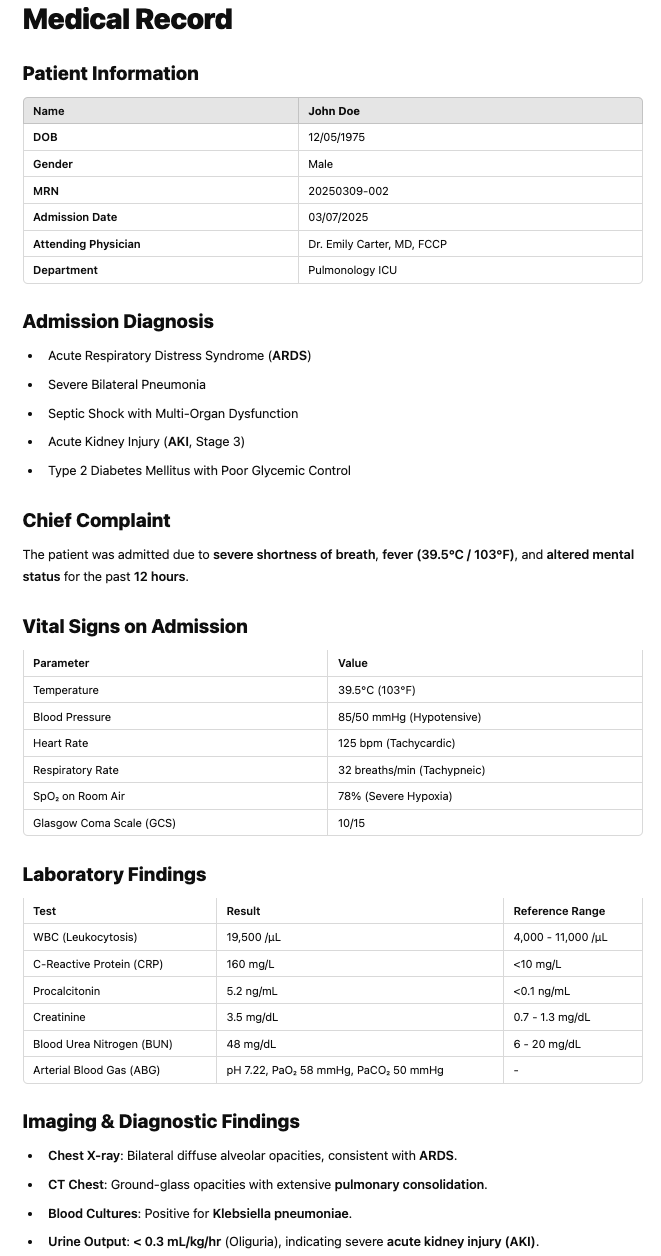 Medical Record
Patient Information
Name John Doe
DOB 12/05/1975
Gender Male
MRN 20250309-002
Admission Date 03/07/2025
Attending Physician Dr. Emily Carter, MD, FCCP
Department Pulmonology ICU
Admission Diagnosis
• Acute Respiratory Distress Syndrome (ARDS)
• Severe Bilateral Pneumonia
• Septic Shock with Multi-Organ Dysfunction
• Acute Kidney Injury (AKI, Stage 3)
• Type 2 Diabetes Mellitus with Poor Glycemic Control
Chief Complaint
The patient was admitted due to severe shortness of breath, fever (39.5°C / 103°F), and altered mental
status for the past 12 hours.
Vital Signs on Admission
Parameter Value
Temperature 39.5°C (103°F)
Blood Pressure 85/50 mmHg (Hypotensive)
Heart Rate 125 bpm (Tachycardic)
Respiratory Rate 32 breaths/min (Tachypneic)
SpO₂ on Room Air 78% (Severe Hypoxia)
Glasgow Coma Scale (GCS) 10/15
Laboratory Findings
Test Result Reference Range
WBC (Leukocytosis) 19,500 /µL 4,000 - 11,000 /µL
C-Reactive Protein (CRP) 160 mg/L <10 mg/L
Procalcitonin 5.2 ng/mL <0.1 ng/mL
Creatinine 3.5 mg/dL 0.7 - 1.3 mg/dL
Blood Urea Nitrogen (BUN) 48 mg/dL 6 - 20 mg/dL
Arterial Blood Gas (ABG) pH 7.22, PaO₂ 58 mmHg, PaCO₂ 50 mmHg -
Imaging & Diagnostic Findings
• Chest X-ray: Bilateral diffuse alveolar opacities, consistent with ARDS.
• CT Chest: Ground-glass opacities with extensive pulmonary consolidation.
• Blood Cultures: Positive for Klebsiella pneumoniae.
• Urine Output: < 0.3 mL/kg/hr (Oliguria), indicating severe acute kidney injury (AKI).